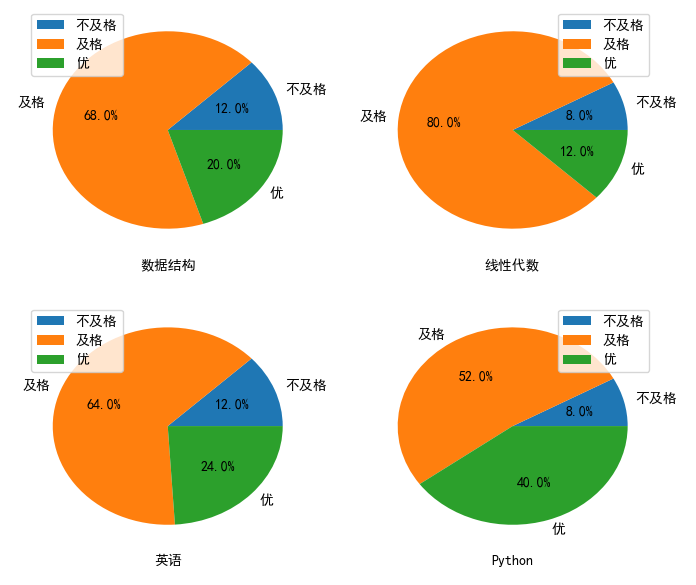 不及格
及格
优
及格
68.0%
12.0%
不及格
20.0%
优
数据结构
不及格
及格
优
及格
80.0%
8.0%
不及格
12.0%
优
线性代数
不及格
及格
优
及格
64.0%
12.0%
不及格
24.0%
优
英语
不及格
及格
优
及格
52.0%
8.0%
不及格
40.0%
优
Python